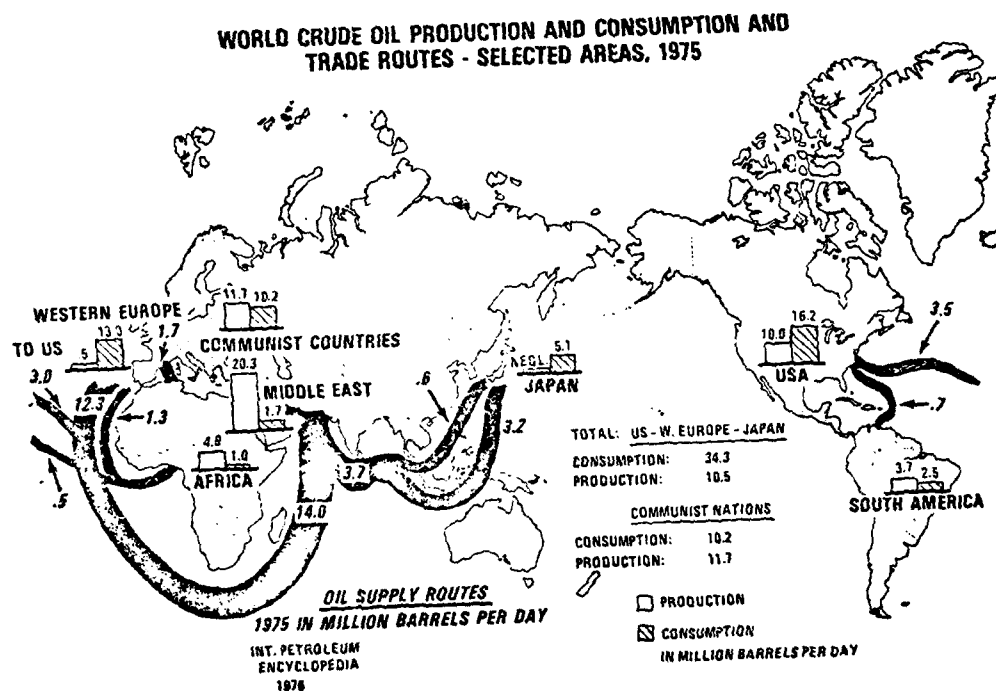 WORLD CRUDE OIL PRODUCTION AND CONSUMPTION AND
TRADE ROUTES - SELECTED AREAS, 1975
WESTERN EUROPE
13.0
.5
1.7
TO US
3.0
12.3
1.3
.5
11.7 10.2
COMMUNIST COUNTRIES
20.3
MIDDLE EAST
1.7
4.8
1.0
AFRICA
14.0
3.7
.6
3.2
NEGL.
5.1
JAPAN
10.0
16.2
USA
3.5
.7
3.7
2.5
SOUTH AMERICA
TOTAL: US - W. EUROPE - JAPAN
CONSUMPTION: 34.3
PRODUCTION: 10.5
COMMUNIST NATIONS
CONSUMPTION: 10.2
PRODUCTION: 11.7
PRODUCTION
CONSUMPTION
IN MILLION BARRELS PER DAY
OIL SUPPLY ROUTES
1975 IN MILLION BARRELS PER DAY
INT. PETROLEUM
ENCYCLOPEDIA
1976